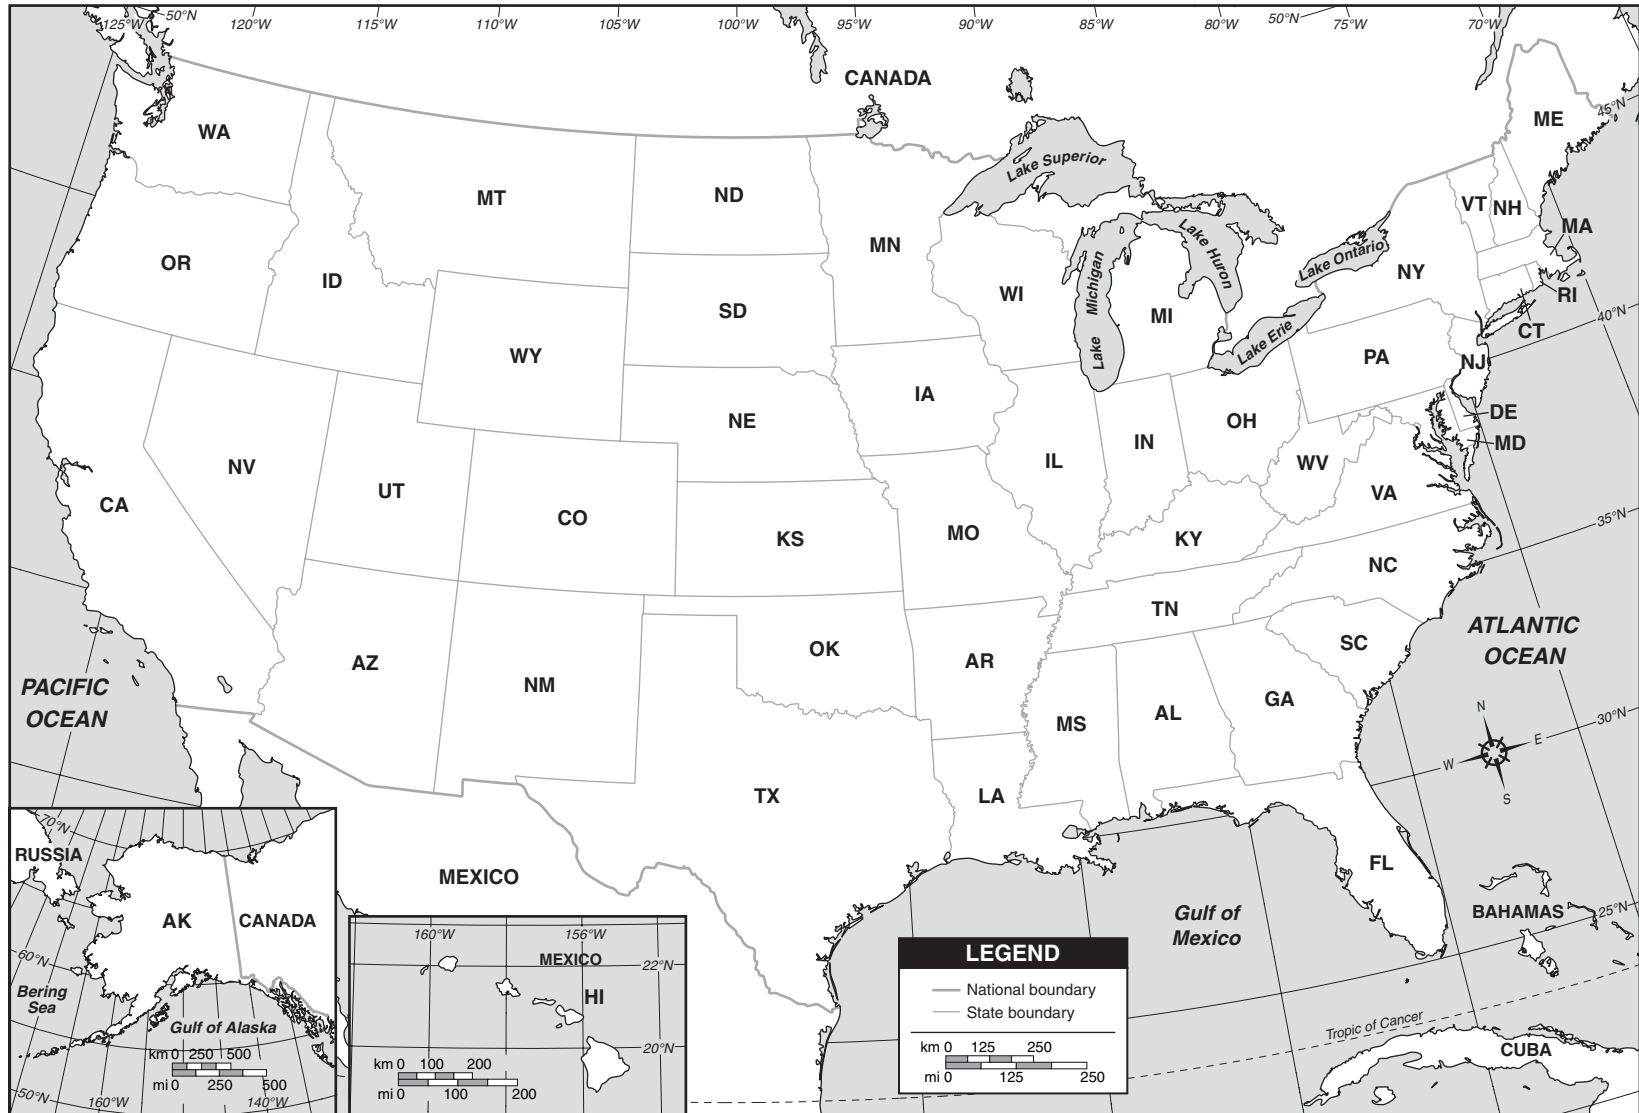 125°W
50°N
120°W
115°W
110°W
105°W
100°W
95°W
90°W
85°W
80°W
50°N
75°W
70°W
CANADA
45°N
WA
ME
MT
ND
Lake Superior
VT
NH
MN
MA
OR
ID
Lake Huron
Lake Ontario
NY
WI
Lake Michigan
RI
SD
MI
40°N
CT
Lake Erie
WY
PA
NJ
IA
NE
OH
DE
IN
MD
IL
WV
NV
UT
VA
CA
CO
35°N
MO
KS
KY
NC
TN
ATLANTIC
OCEAN
OK
SC
AR
AZ
NM
PACIFIC
OCEAN
GA
AL
MS
N
30°N
E
W
S
TX
LA
70°N
RUSSIA
FL
MEXICO
AK
CANADA
BAHAMAS
25°N
Gulf of
Mexico
60°N
Bering
Sea
Gulf of Alaska
km 0 250 500
mi 0 250 500
50°N
160°W
140°W
160°W
156°W
MEXICO
22°N
HI
20°N
km 0 100 200
mi 0 100 200
LEGEND
National boundary
State boundary
km 0 125 250
mi 0 125 250
Tropic of Cancer
CUBA